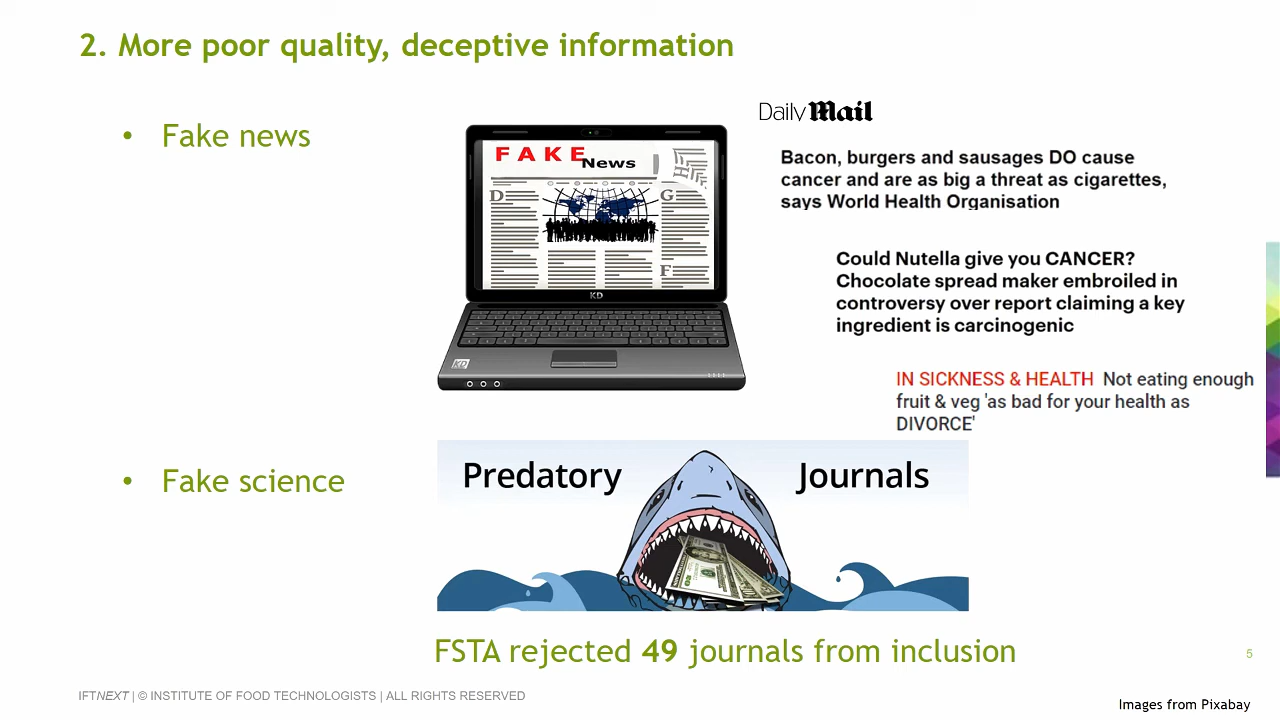 2. More poor quality, deceptive information
• Fake news
FAKE
News
D
G
F
KD
KD
Daily Mail
Bacon, burgers and sausages DO cause
cancer and are as big a threat as cigarettes,
says World Health Organisation
Could Nutella give you CANCER?
Chocolate spread maker embroiled in
controversy over report claiming a key
ingredient is carcinogenic
IN SICKNESS & HEALTH Not eating enough
fruit & veg 'as bad for your health as
DIVORCE'
• Fake science
Predatory Journals
FSTA rejected 49 journals from inclusion
5
IFTNEXT | © INSTITUTE OF FOOD TECHNOLOGISTS | ALL RIGHTS RESERVED
Images from Pixabay